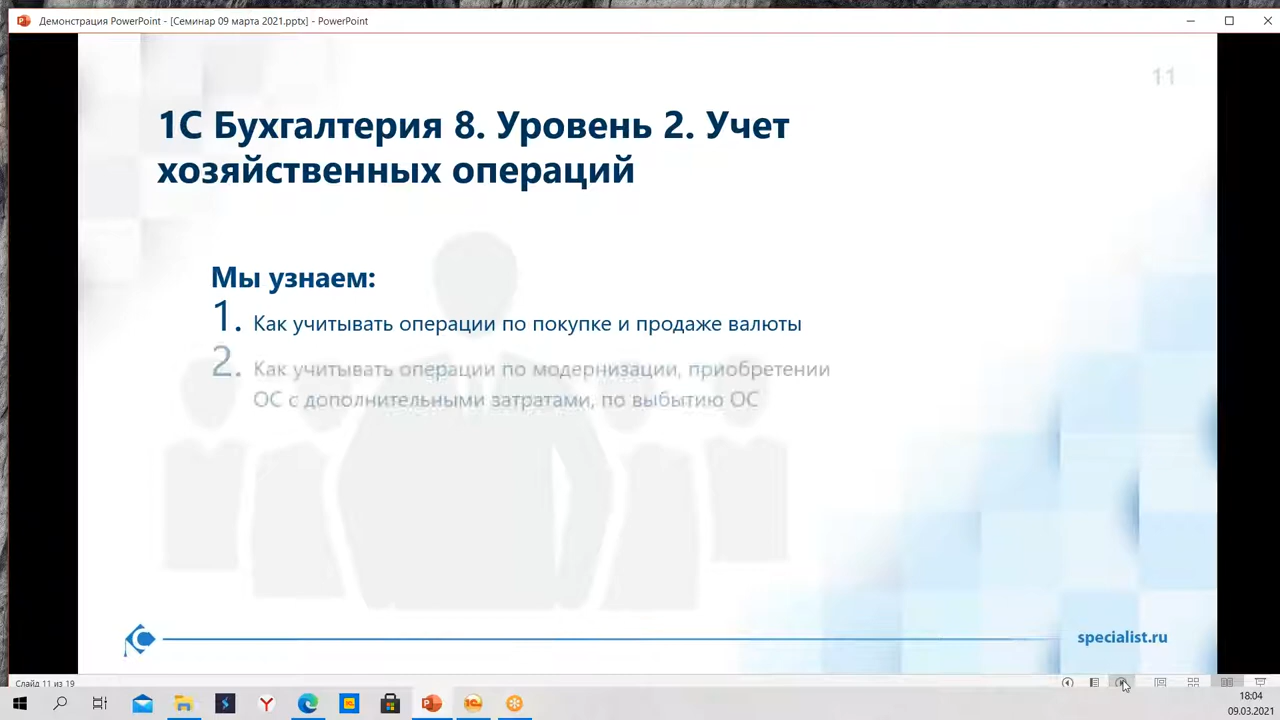 Демонстрация PowerPoint - [Семинар 09 марта 2021.pptx] - PowerPoint
11
1С Бухгалтерия 8. Уровень 2. Учет
хозяйственных операций
Мы узнаем:
1. Как учитывать операции по покупке и продаже валюты
2. Как учитывать операции по модернизации, приобретении
ОС с дополнительными затратами, по выбытию ОС
specialist.ru
Слайд 11 из 19
18:04
09.03.2021